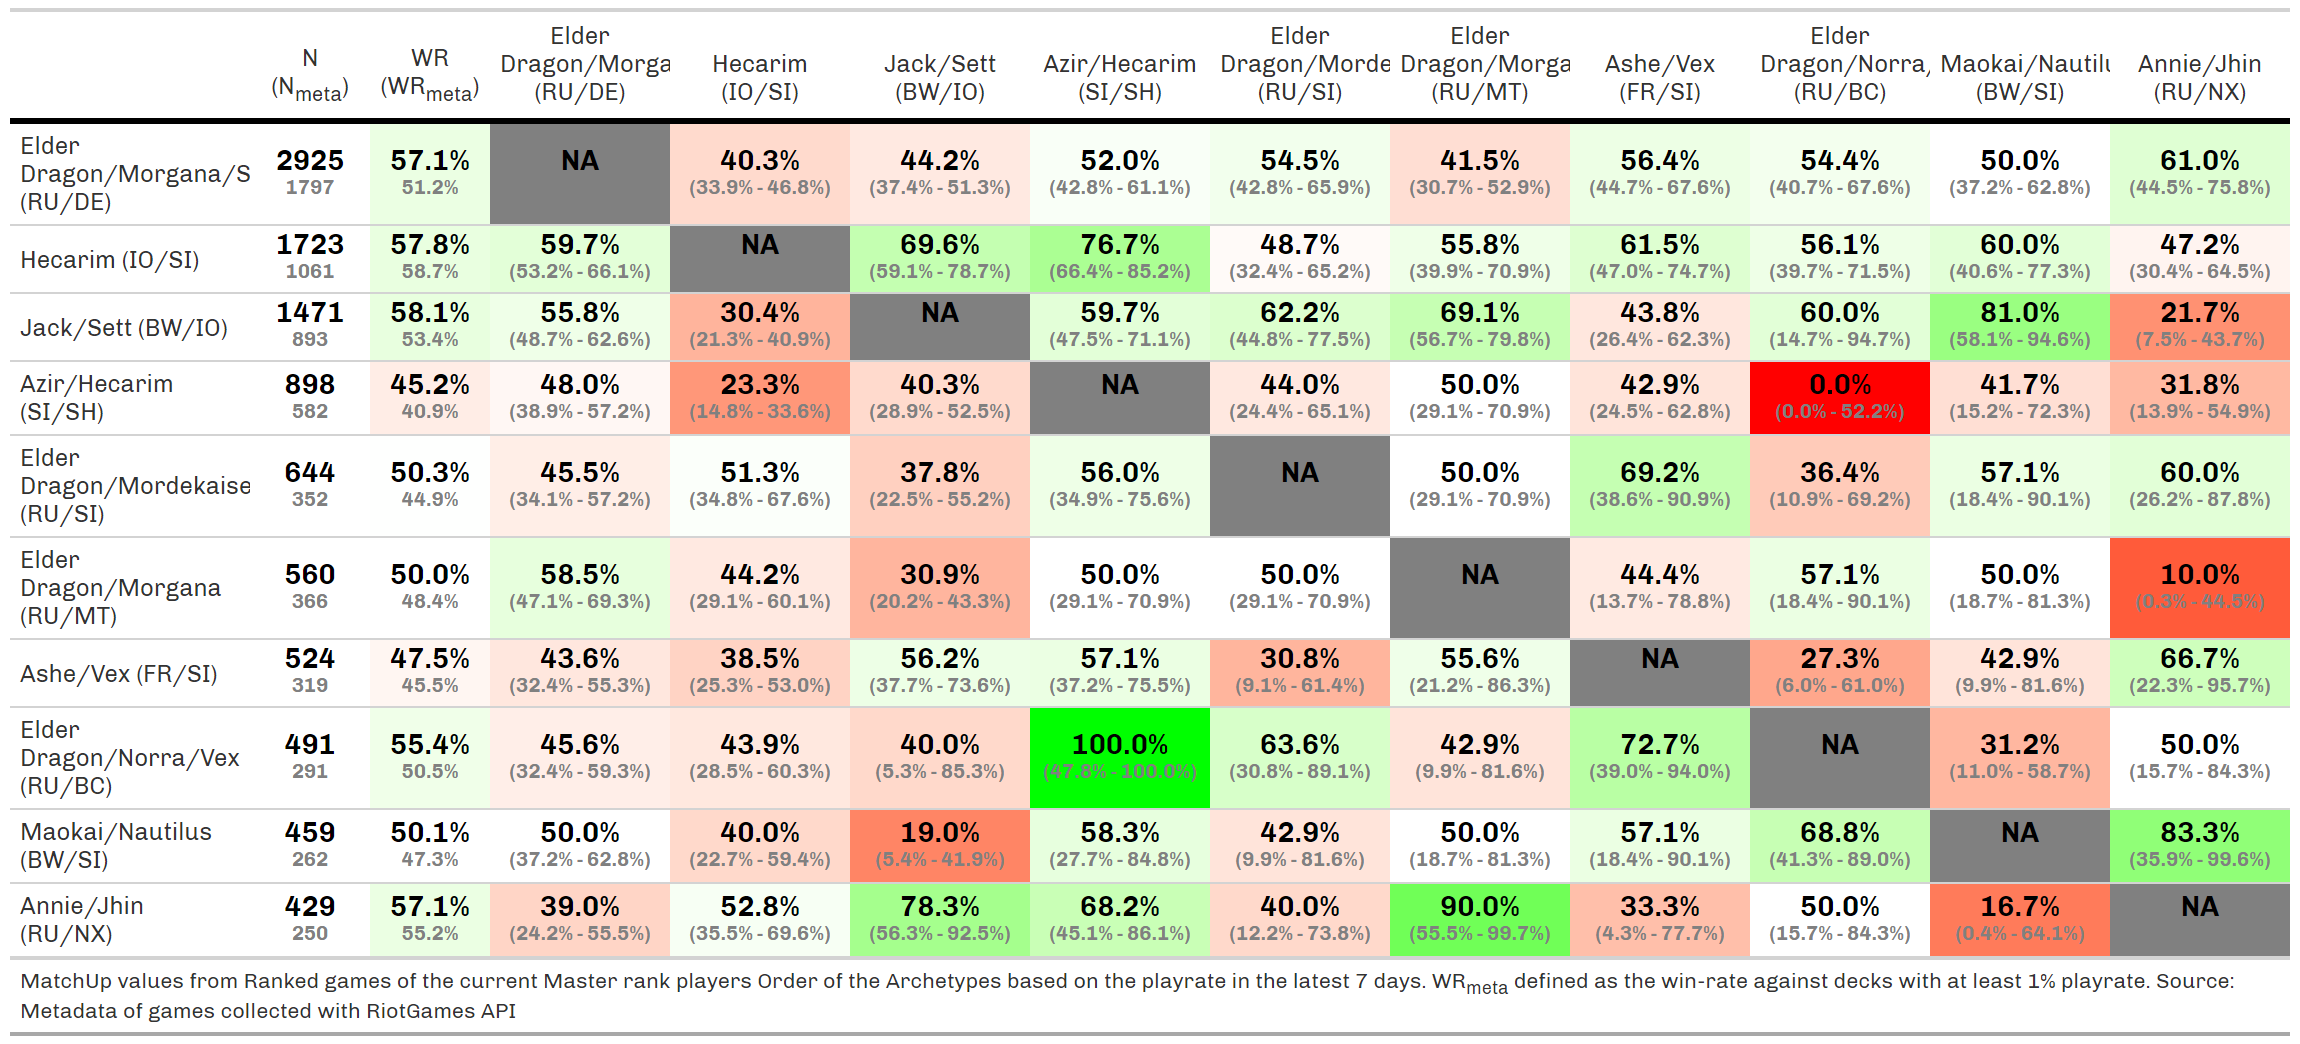 N (Nmeta) WR (WRmeta) Elder Dragon/Morga (RU/DE) Hecarim (IO/SI) Jack/Sett (BW/IO) Azir/Hecarim (SI/SH) Elder Dragon/Morde (RU/SI) Elder Dragon/Morga (RU/MT) Ashe/Vex (FR/SI) Elder Dragon/Norra, (RU/BC) Maokai/Nautilu (BW/SI) Annie/Jhin (RU/NX)
Elder Dragon/Morgana/S (RU/DE) 2925 57.1% NA 40.3% 44.2% 52.0% 54.5% 41.5% 56.4% 54.4% 50.0% 61.0%
1797 51.2% (33.9% - 46.8%) (37.4% - 51.3%) (42.8% - 61.1%) (42.8% - 65.9%) (30.7% - 52.9%) (44.7% - 67.6%) (40.7% - 67.6%) (37.2% - 62.8%) (44.5% - 75.8%)
Hecarim (IO/SI) 1723 57.8% 59.7% NA 69.6% 76.7% 48.7% 55.8% 61.5% 56.1% 60.0% 47.2%
1061 58.7% (53.2% - 66.1%) (59.1% - 78.7%) (66.4% - 85.2%) (32.4% - 65.2%) (39.9% - 70.9%) (47.0% - 74.7%) (39.7% - 71.5%) (40.6% - 77.3%) (30.4% - 64.5%)
Jack/Sett (BW/IO) 1471 58.1% 55.8% 30.4% NA 59.7% 62.2% 69.1% 43.8% 60.0% 81.0% 21.7%
893 53.4% (48.7% - 62.6%) (21.3% - 40.9%) (47.5% - 71.1%) (44.8% - 77.5%) (56.7% - 79.8%) (26.4% - 62.3%) (14.7% - 94.7%) (58.1% - 94.6%) (7.5% - 43.7%)
Azir/Hecarim (SI/SH) 898 45.2% 48.0% 23.3% 40.3% NA 44.0% 50.0% 42.9% 0.0% 41.7% 31.8%
582 40.9% (38.9% - 57.2%) (14.8% - 33.6%) (28.9% - 52.5%) (24.4% - 65.1%) (29.1% - 70.9%) (24.5% - 62.8%) (0.0% - 52.2%) (15.2% - 72.3%) (13.9% - 54.9%)
Elder Dragon/Mordekaise (RU/SI) 644 50.3% 45.5% 51.3% 37.8% 56.0% NA 50.0% 69.2% 36.4% 57.1% 60.0%
352 44.9% (34.1% - 57.2%) (34.8% - 67.6%) (22.5% - 55.2%) (34.9% - 75.6%) (29.1% - 70.9%) (38.6% - 90.9%) (10.9% - 69.2%) (18.4% - 90.1%) (26.2% - 87.8%)
Elder Dragon/Morgana (RU/MT) 560 50.0% 58.5% 44.2% 30.9% 50.0% 50.0% NA 44.4% 57.1% 50.0% 10.0%
366 48.4% (47.1% - 69.3%) (29.1% - 60.1%) (20.2% - 43.3%) (29.1% - 70.9%) (29.1% - 70.9%) (13.7% - 78.8%) (18.4% - 90.1%) (18.7% - 81.3%) (0.3% - 44.5%)
Ashe/Vex (FR/SI) 524 47.5% 43.6% 38.5% 56.2% 57.1% 30.8% 55.6% NA 27.3% 42.9% 66.7%
319 45.5% (32.4% - 55.3%) (25.3% - 53.0%) (37.7% - 73.6%) (37.2% - 75.5%) (9.1% - 61.4%) (21.2% - 86.3%) (6.0% - 61.0%) (9.9% - 81.6%) (22.3% - 95.7%)
Elder Dragon/Norra/Vex (RU/BC) 491 55.4% 45.6% 43.9% 40.0% 100.0% 63.6% 42.9% 72.7% NA 31.2% 50.0%
291 50.5% (32.4% - 59.3%) (28.5% - 60.3%) (5.3% - 85.3%) (47.8% - 100.0%) (30.8% - 89.1%) (9.9% - 81.6%) (39.0% - 94.0%) (11.0% - 58.7%) (15.7% - 84.3%)
Maokai/Nautilus (BW/SI) 459 50.1% 50.0% 40.0% 19.0% 58.3% 42.9% 50.0% 57.1% 68.8% NA 83.3%
262 47.3% (37.2% - 62.8%) (22.7% - 59.4%) (5.4% - 41.9%) (27.7% - 84.8%) (9.9% - 81.6%) (18.7% - 81.3%) (18.4% - 90.1%) (41.3% - 89.0%) (35.9% - 99.6%)
Annie/Jhin (RU/NX) 429 57.1% 39.0% 52.8% 78.3% 68.2% 40.0% 90.0% 33.3% 50.0% 16.7% NA
250 55.2% (24.2% - 55.5%) (35.5% - 69.6%) (56.3% - 92.5%) (45.1% - 86.1%) (12.2% - 73.8%) (55.5% - 99.7%) (4.3% - 77.7%) (15.7% - 84.3%) (0.4% - 64.1%)
MatchUp values from Ranked games of the current Master rank players Order of the Archetypes based on the playrate in the latest 7 days. WRmeta defined as the win-rate against decks with at least 1% playrate. Source:
Metadata of games collected with RiotGames API